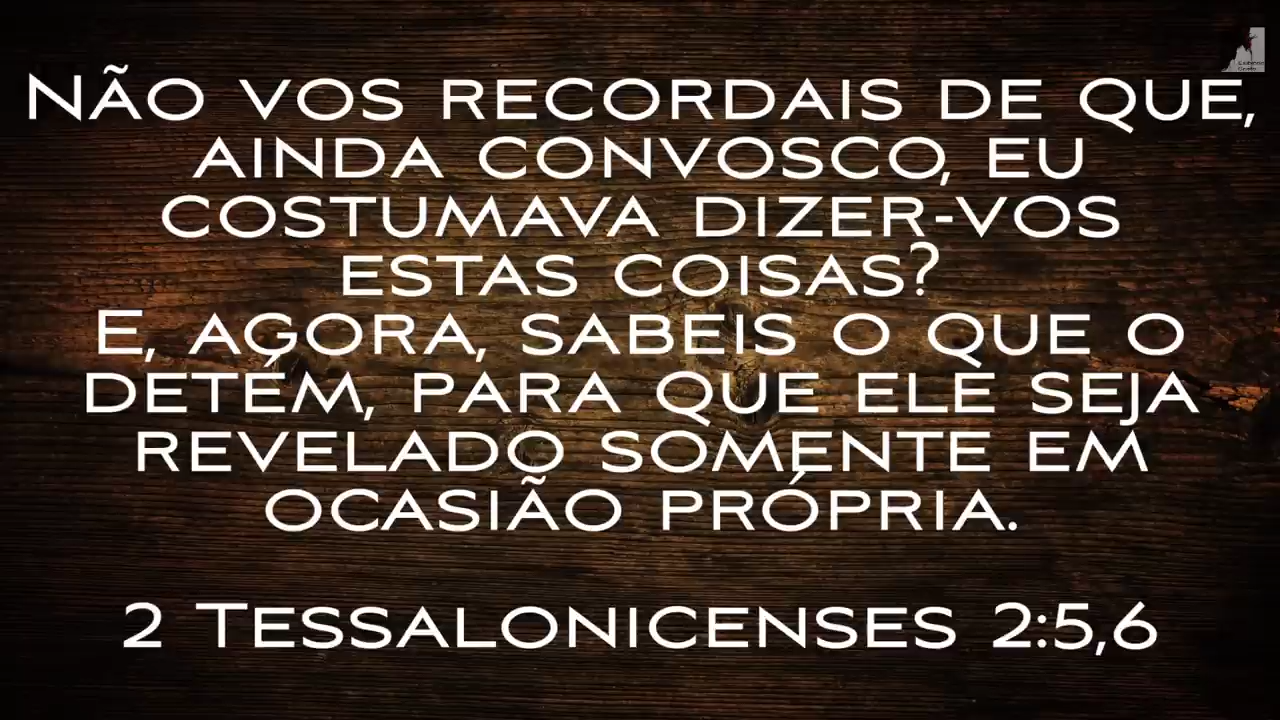 NÃO VOS RECORDAIS DE QUE,
AINDA CONVOSCO, EU
COSTUMAVA DIZER-VOS
ESTAS COISAS?
E, AGORA, SABEIS O QUE O
DETÉM, PARA QUE ELE SEJA
REVELADO SOMENTE EM
OCASIÃO PRÓPRIA.
2 TESSALONICENSES 2:5,6